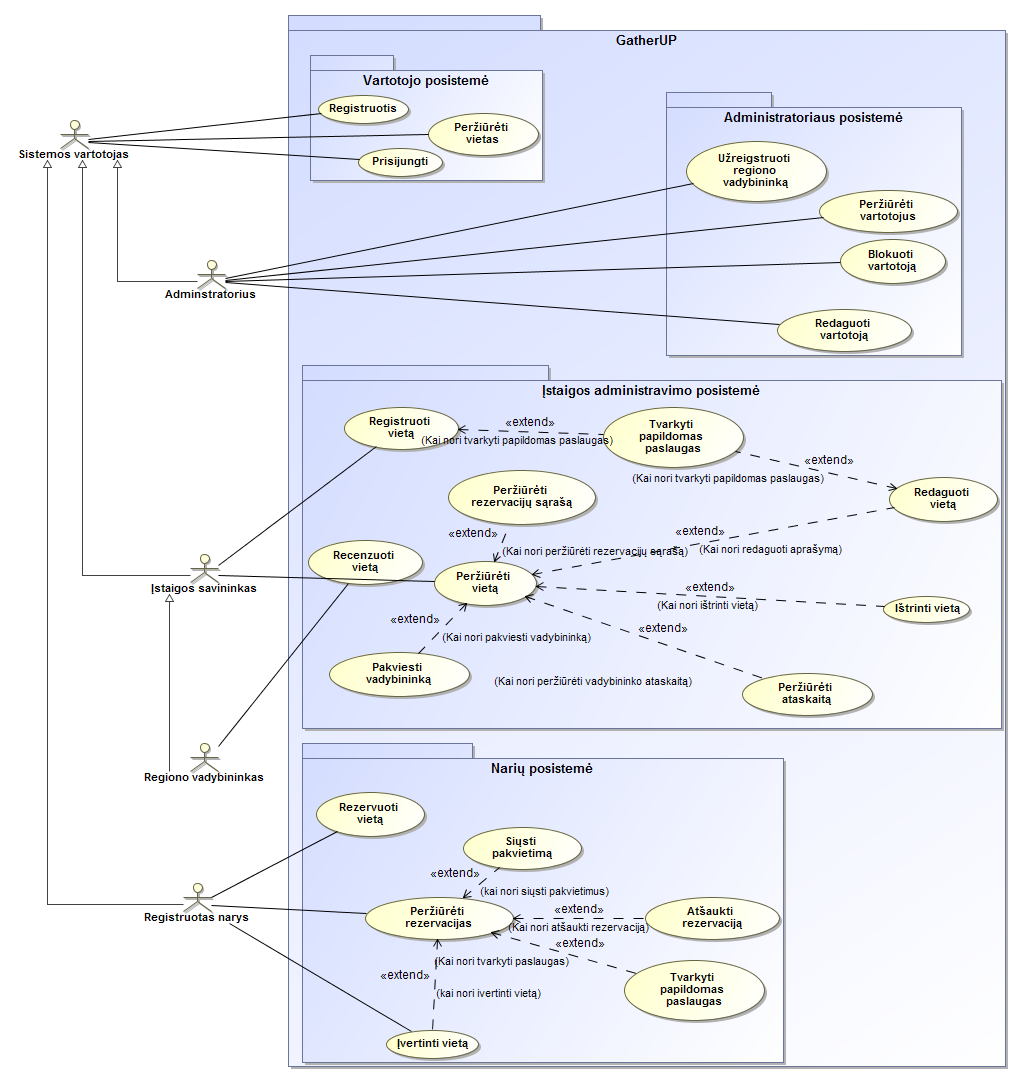 GatherUP
Vartotojo posistemė
Registruotis
Peržiūrėti
vietas
Prisijungti
Sistemos vartotojas
Administratoriaus posistemė
Užreigstruoti
regiono
vadybininką
Peržiūrėti
vartotojus
Blokuoti
vartotoją
Redaguoti
vartotoją
Adminstratorius
Įstaigos administravimo posistemė
Registruoti
vietą
«extend»
(Kai nori tvarkyti papildomas paslaugas)
Tvarkyti
papildomas
paslaugas
«extend»
(Kai nori tvarkyti papildomas paslaugas)
Redaguoti
vietą
Peržiūrėti
rezervacijų sąrašą
«extend»
(Kai nori peržiūrėti rezervacijų sąrašą)
«extend»
(Kai nori redaguoti aprašymą)
Recenzuoti
vietą
Peržiūrėti
vietą
«extend»
(Kai nori ištrinti vietą)
Ištrinti vietą
Įstaigos savininkas
«extend»
(Kai nori pakviesti vadybininką)
«extend»
(Kai nori peržiūrėti vadybininko ataskaitą)
Pakviesti
vadybininką
Peržiūrėti
ataskaitą
Regiono vadybininkas
Narių posistemė
Rezervuoti
vietą
Siųsti
pakvietimą
«extend»
(kai nori siųsti pakvietimus)
Peržiūrėti
rezervacijas
«extend»
(Kai nori atšaukti rezervaciją)
Atšaukti
rezervaciją
Registruotas narys
«extend»
(Kai nori tvarkyti paslaugas)
Tvarkyti
papildomas
paslaugas
«extend»
(kai nori ivertinti vietą)
Įvertinti vietą